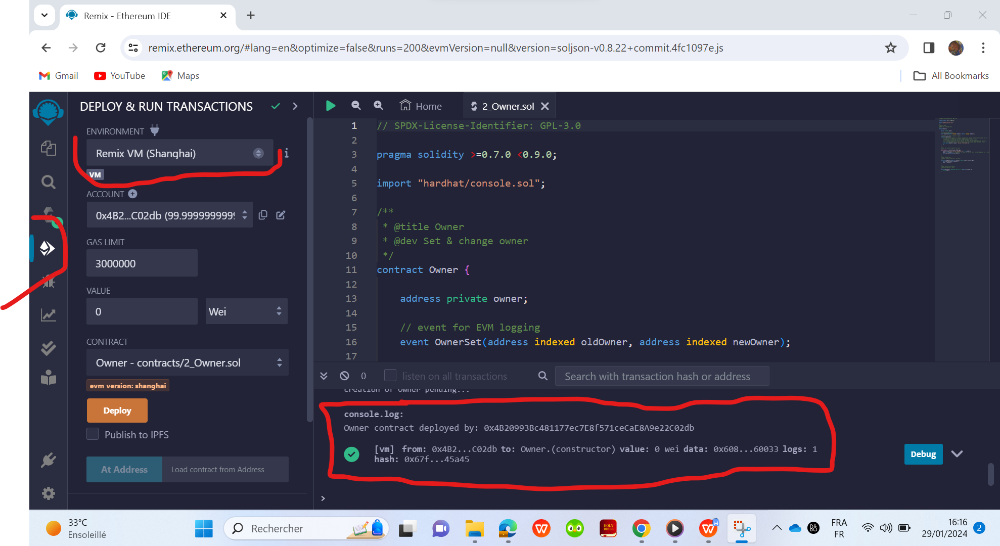 Remix - Ethereum IDE
remix.ethereum.org/#lang=en&optimize=false&runs=200&evmVersion=null&version=soljson-v0.8.22+commit.4fc1097e.js
Gmail YouTube Maps All Bookmarks
DEPLOY & RUN TRANSACTIONS
ENVIRONMENT
Remix VM (Shanghai)
VM
ACCOUNT
0x4B2...C02db (99.9999999999
GAS LIMIT
3000000
VALUE
0 Wei
CONTRACT
Owner - contracts/2_Owner.sol
evm version: shanghai
Deploy
Publish to IPFS
At Address Load contract from Address
Home 2_Owner.sol
1 // SPDX-License-Identifier: GPL-3.0
2
3 pragma solidity >=0.7.0 <0.9.0;
4
5 import "hardhat/console.sol";
6
7 /**
8 * @title Owner
9 * @dev Set & change owner
10 */
11 contract Owner {
12
13 address private owner;
14
15 // event for EVM logging
16 event OwnerSet(address indexed oldOwner, address indexed newOwner);
17
0 listen on all transactions Search with transaction hash or address
creation of Owner pending...
console.log:
Owner contract deployed by: 0x4B20993Bc481177ec7E8f571ceCaE8A9e22C02db
[vm] from: 0x4B2...C02db to: Owner.(constructor) value: 0 wei data: 0x608...60033 logs: 1
hash: 0x67f...45a45
Debug
>
33°C
Ensoleillé
Rechercher
HOLY
BIBLE
FRA
FR
16:16
29/01/2024
2